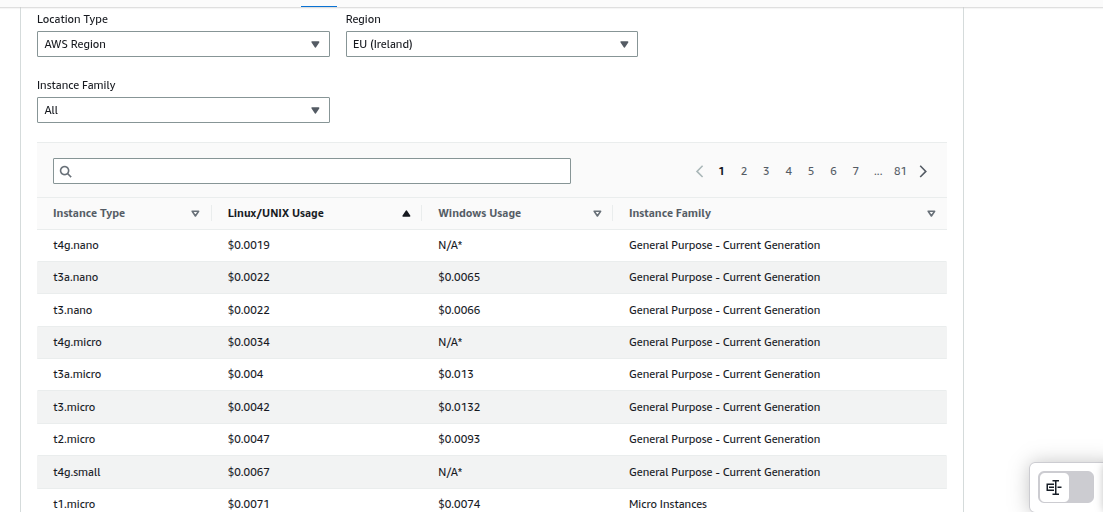 Location Type Region
AWS Region EU (Ireland)
Instance Family
All
1 2 3 4 5 6 7 ... 81
Instance Type Linux/UNIX Usage Windows Usage Instance Family
t4g.nano $0.0019 N/A* General Purpose - Current Generation
t3a.nano $0.0022 $0.0065 General Purpose - Current Generation
t3.nano $0.0022 $0.0066 General Purpose - Current Generation
t4g.micro $0.0034 N/A* General Purpose - Current Generation
t3a.micro $0.004 $0.013 General Purpose - Current Generation
t3.micro $0.0042 $0.0132 General Purpose - Current Generation
t2.micro $0.0047 $0.0093 General Purpose - Current Generation
t4g.small $0.0067 N/A* General Purpose - Current Generation
t1.micro $0.0071 $0.0074 Micro Instances